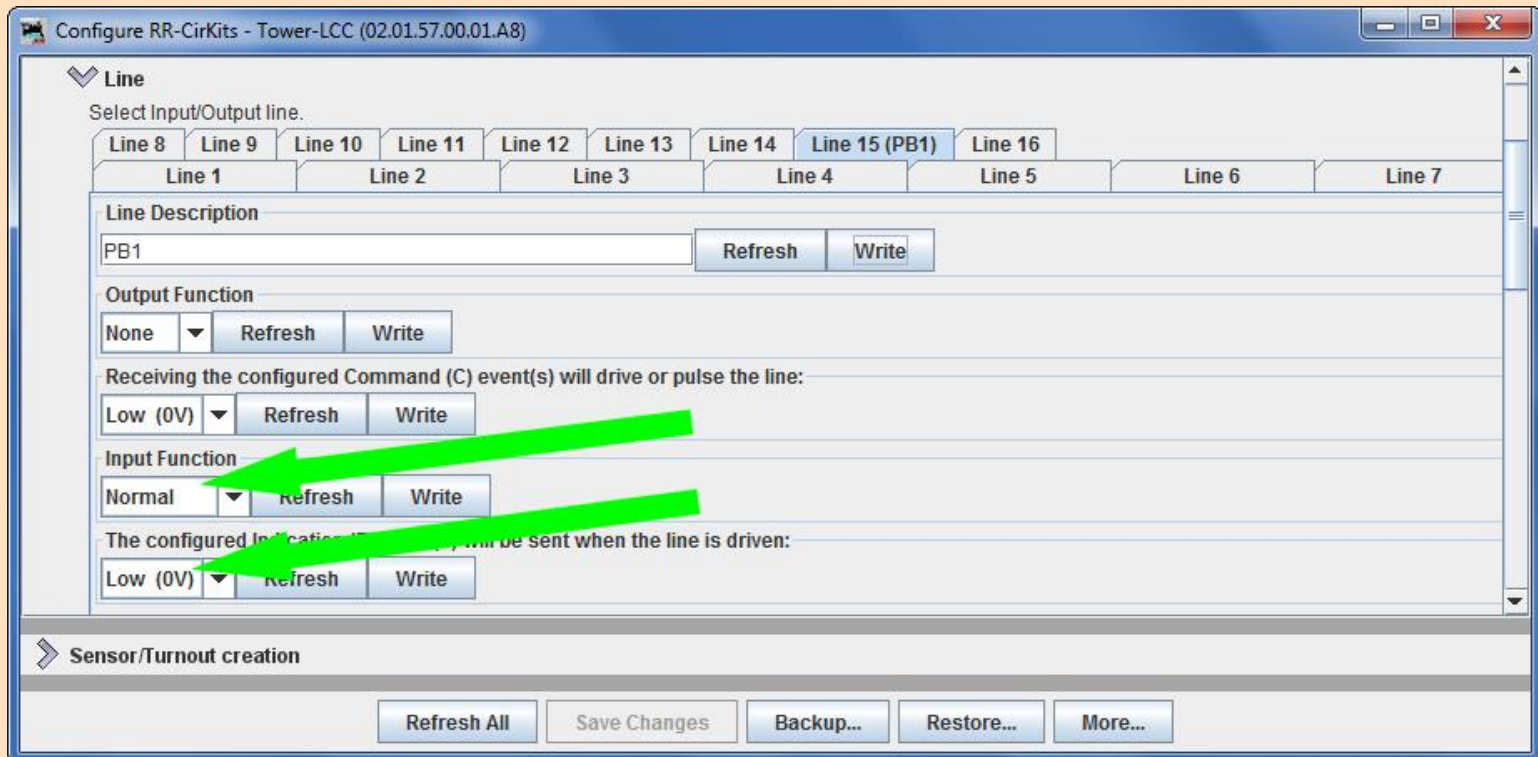 Configure RR-CirKits - Tower-LCC (02.01.57.00.01.A8)
Line
Select Input/Output line.
Line 8 Line 9 Line 10 Line 11 Line 12 Line 13 Line 14 Line 15 (PB1) Line 16
Line 1 Line 2 Line 3 Line 4 Line 5 Line 6 Line 7
Line Description
PB1 Refresh Write
Output Function
None Refresh Write
Receiving the configured Command (C) event(s) will drive or pulse the line:
Low (0V) Refresh Write
Input Function
Normal Refresh Write
The configured will be sent when the line is driven:
Low (0V) Refresh Write
Sensor/Turnout creation
Refresh All Save Changes Backup... Restore... More...